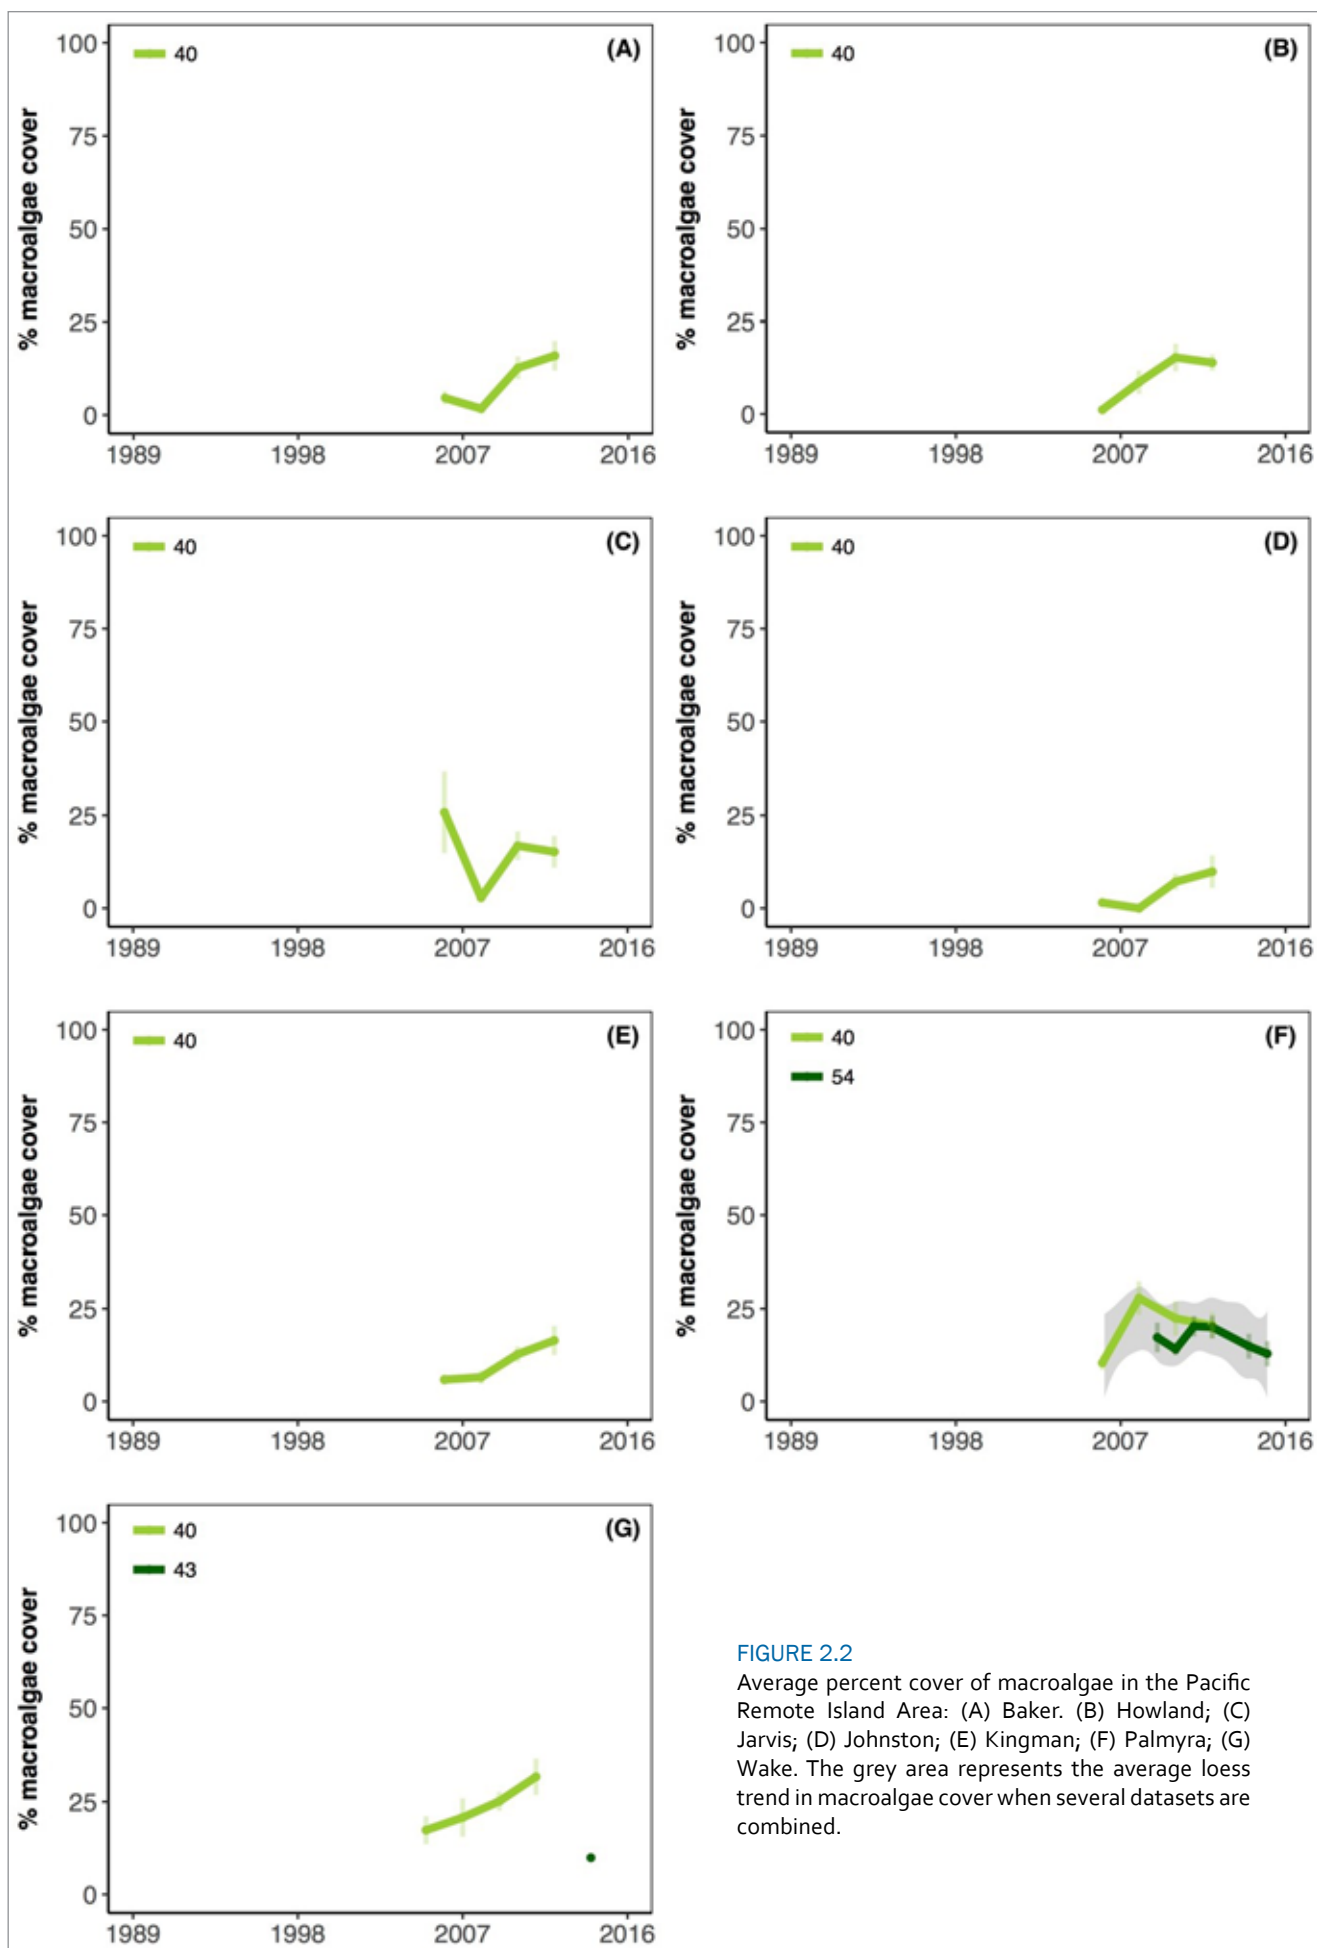 % macroalgae cover
100
75
50
25
0
40
(A)
1989 1998 2007 2016
% macroalgae cover
100
75
50
25
0
40
(B)
1989 1998 2007 2016
% macroalgae cover
100
75
50
25
0
40
(C)
1989 1998 2007 2016
% macroalgae cover
100
75
50
25
0
40
(D)
1989 1998 2007 2016
% macroalgae cover
100
75
50
25
0
40
(E)
1989 1998 2007 2016
% macroalgae cover
100
75
50
25
0
40
54
(F)
1989 1998 2007 2016
% macroalgae cover
100
75
50
25
0
40
43
(G)
1989 1998 2007 2016
FIGURE 2.2
Average percent cover of macroalgae in the Pacific
Remote Island Area: (A) Baker. (B) Howland; (C)
Jarvis; (D) Johnston; (E) Kingman; (F) Palmyra; (G)
Wake. The grey area represents the average loess
trend in macroalgae cover when several datasets are
combined.